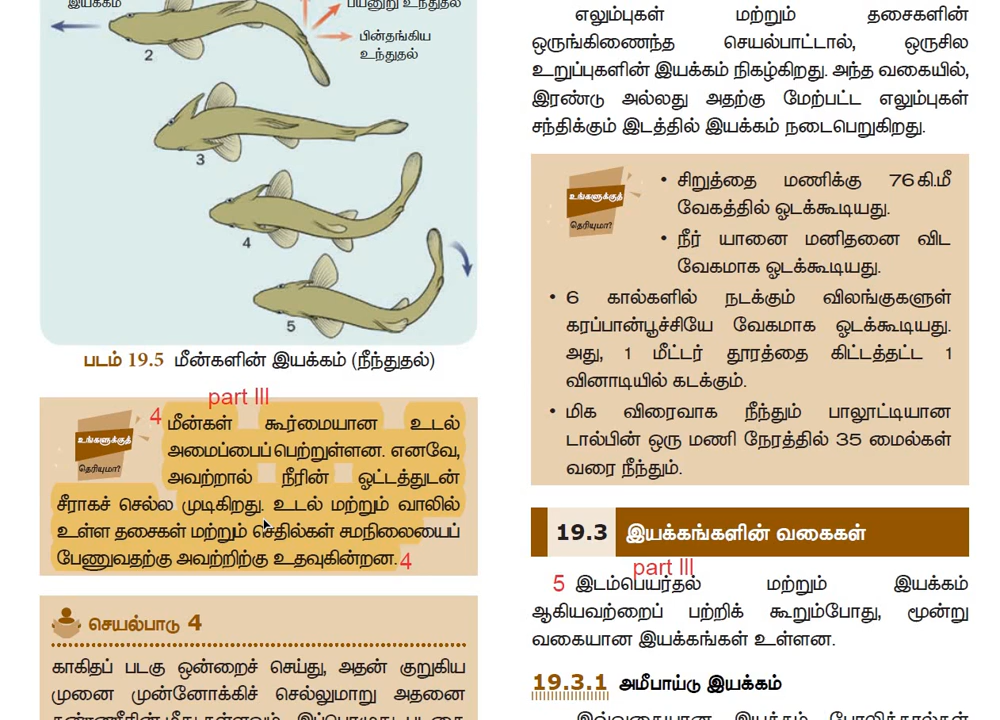 இயக்கம்
பயனுறு உந்துதல்
பின்தங்கிய
உந்துதல்
2
3
4
5
படம் 19.5 மீன்களின் இயக்கம் (நீந்துதல்)
part III
4
உங்களுக்குத்
தெரியுமா?
மீன்கள் கூர்மையான உடல்
அமைப்பைப் பெற்றுள்ளன. எனவே,
அவற்றால் நீரின் ஓட்டத்துடன்
சீராகச் செல்ல முடிகிறது. உடல் மற்றும் வாலில்
உள்ள தசைகள் மற்றும் செதில்கள் சமநிலையைப்
பேணுவதற்கு அவற்றிற்கு உதவுகின்றன. 4
செயல்பாடு 4
காகிதப் படகு ஒன்றைச் செய்து, அதன் குறுகிய
முனை முன்னோக்கிச் செல்லுமாறு அதனை
எலும்புகள் மற்றும் தசைகளின்
ஒருங்கிணைந்த செயல்பாட்டால், ஒருசில
உறுப்புகளின் இயக்கம் நிகழ்கிறது. அந்த வகையில்,
இரண்டு அல்லது அதற்கு மேற்பட்ட எலும்புகள்
சந்திக்கும் இடத்தில் இயக்கம் நடைபெறுகிறது.
உங்களுக்குத்
தெரியுமா?
• சிறுத்தை மணிக்கு 76கி.மீ
வேகத்தில் ஓடக்கூடியது.
• நீர் யானை மனிதனை விட
வேகமாக ஓடக்கூடியது.
• 6 கால்களில் நடக்கும் விலங்குகளுள்
கரப்பான்பூச்சியே வேகமாக ஓடக்கூடியது.
அது, 1 மீட்டர் தூரத்தை கிட்டத்தட்ட 1
வினாடியில் கடக்கும்.
• மிக விரைவாக நீந்தும் பாலூட்டியான
டால்பின் ஒரு மணி நேரத்தில் 35 மைல்கள்
வரை நீந்தும்.
19.3 இயக்கங்களின் வகைகள்
part III
5 இடம்பெயர்தல் மற்றும் இயக்கம்
ஆகியவற்றைப் பற்றிக் கூறும்போது, மூன்று
வகையான இயக்கங்கள் உள்ளன.
19.3.1 அமீபாய்டு இயக்கம்